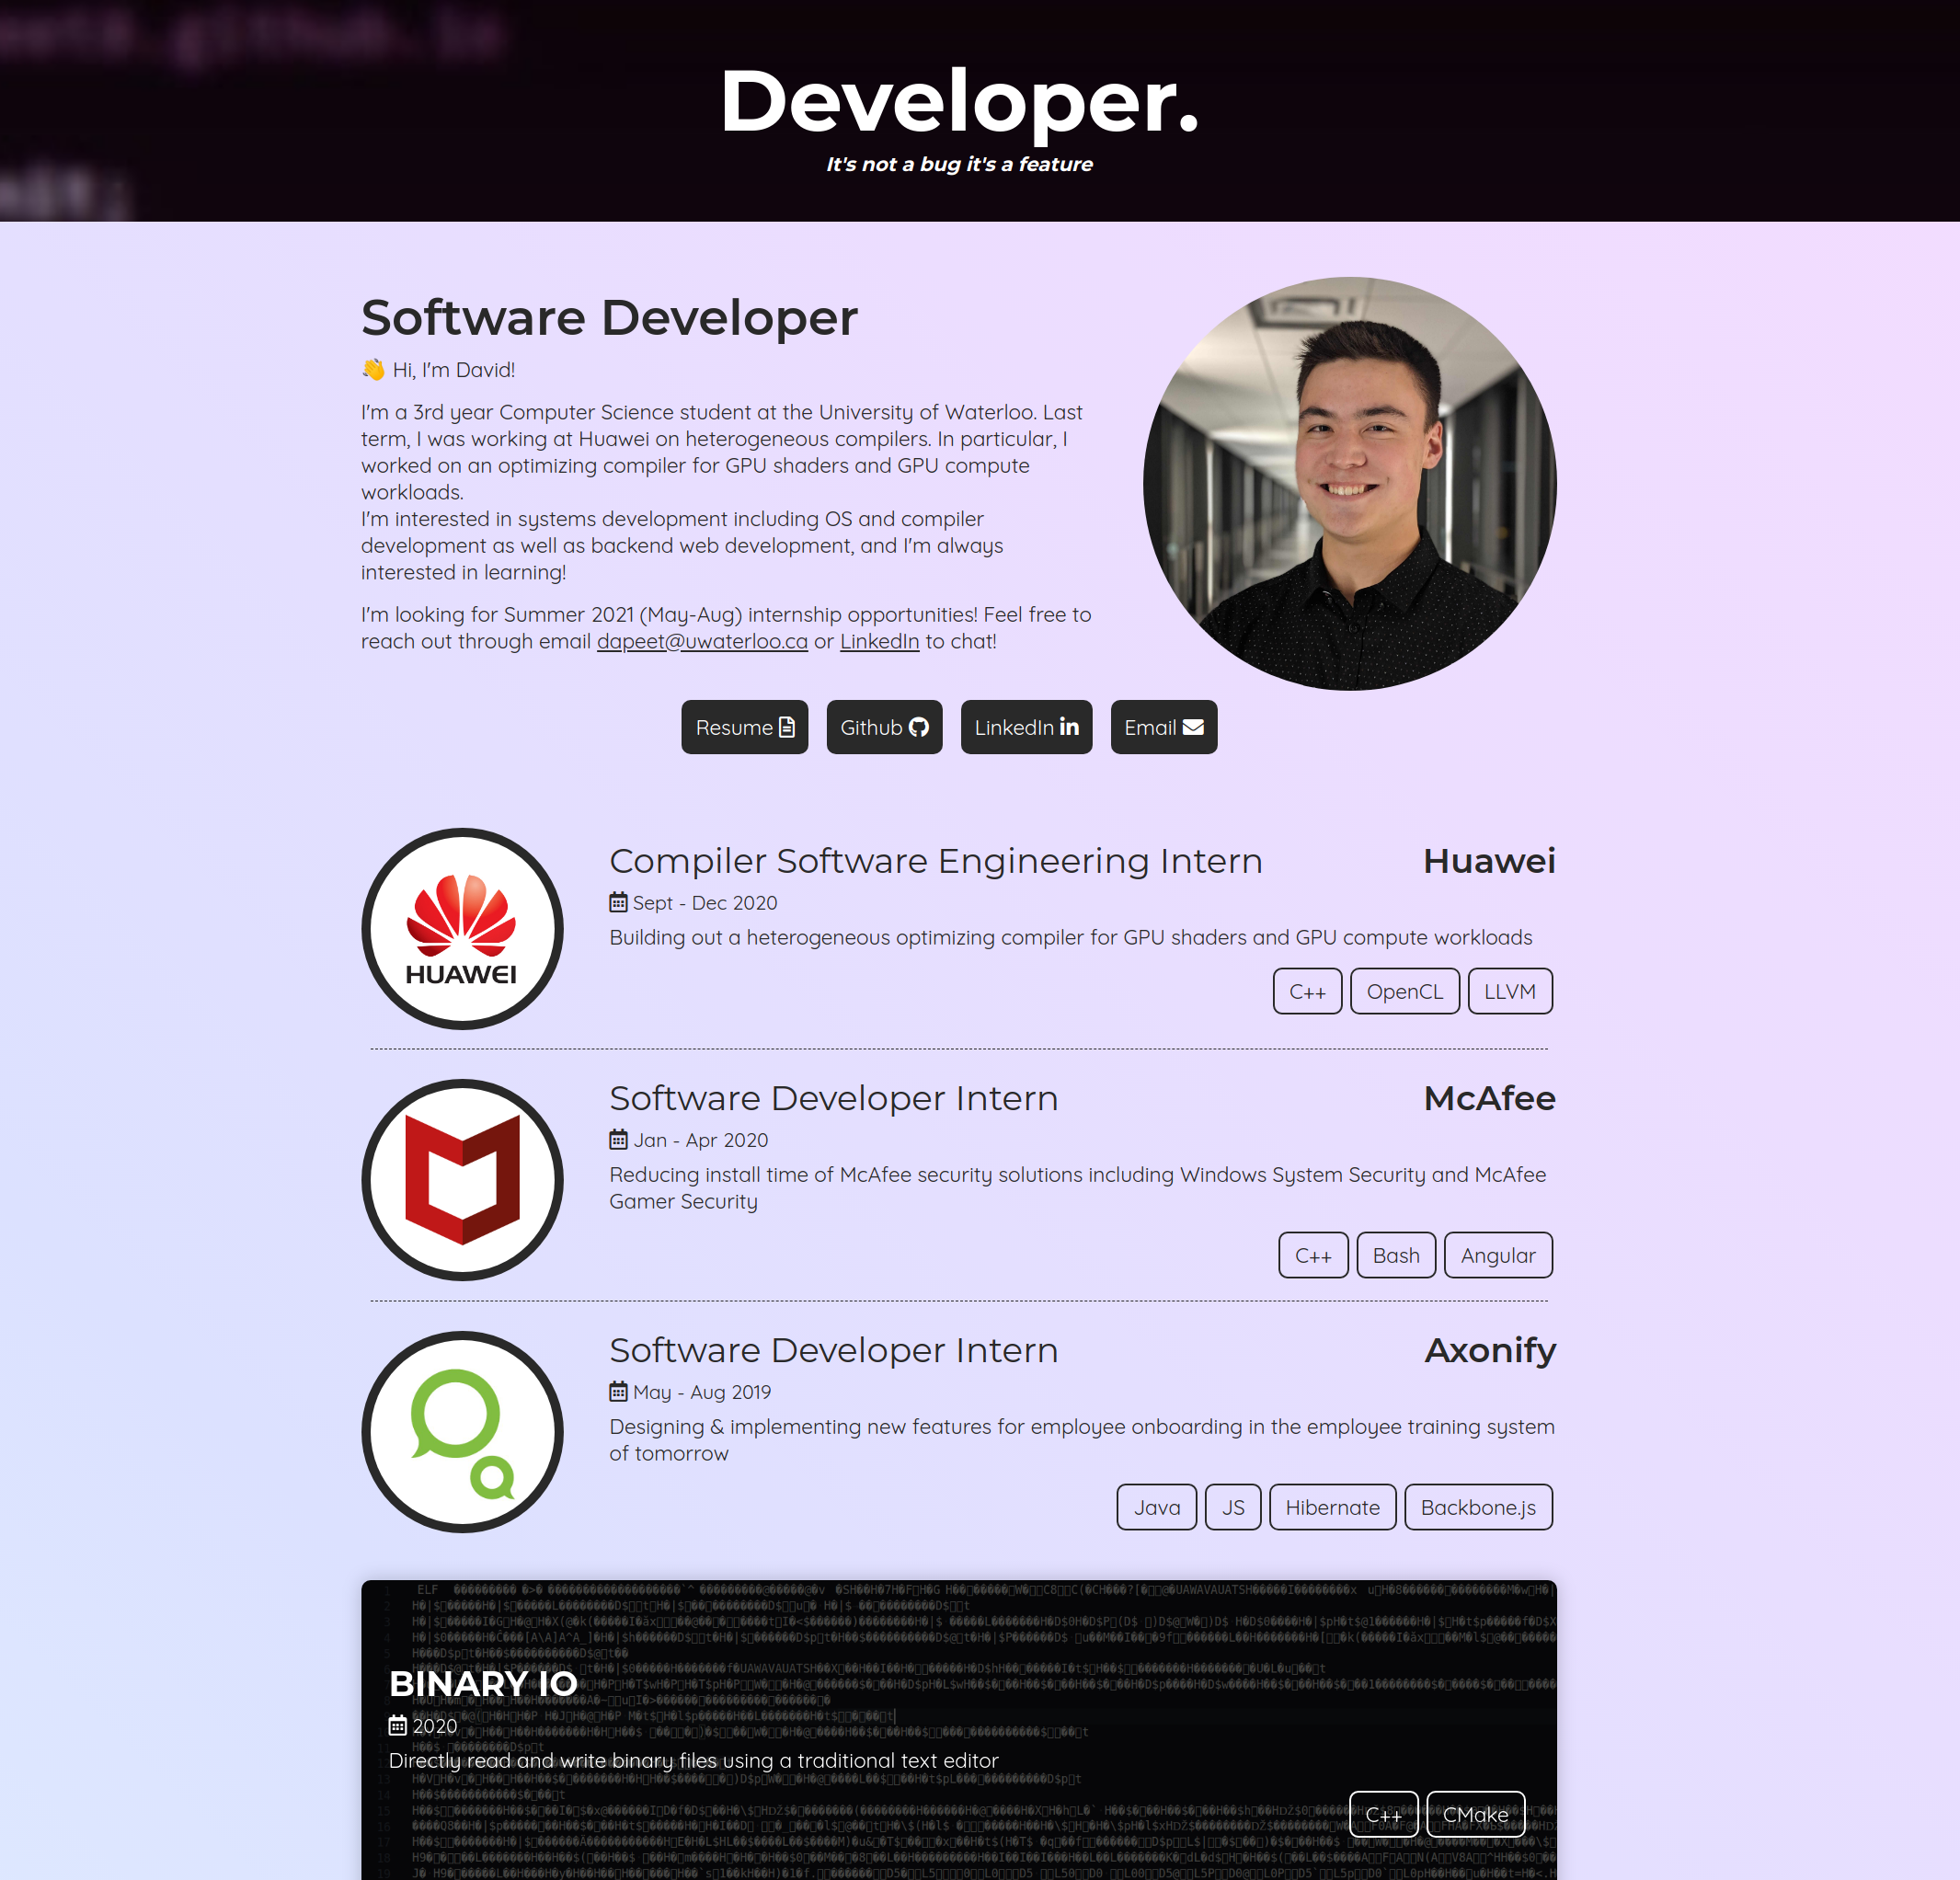 .github.io
Developer.
It's not a bug it's a feature
Software Developer
👋 Hi, I'm David!
I'm a 3rd year Computer Science student at the University of Waterloo. Last
term, I was working at Huawei on heterogeneous compilers. In particular, I
worked on an optimizing compiler for GPU shaders and GPU compute
workloads.
I'm interested in systems development including OS and compiler
development as well as backend web development, and I'm always
interested in learning!
I'm looking for Summer 2021 (May-Aug) internship opportunities! Feel free to
reach out through email dapeet@uwaterloo.ca or LinkedIn to chat!
Resume Github LinkedIn Email
Compiler Software Engineering Intern Huawei
Sept - Dec 2020
Building out a heterogeneous optimizing compiler for GPU shaders and GPU compute workloads
HUAWEI
C++ OpenCL LLVM
Software Developer Intern McAfee
Jan - Apr 2020
Reducing install time of McAfee security solutions including Windows System Security and McAfee
Gamer Security
C++ Bash Angular
Software Developer Intern Axonify
May - Aug 2019
Designing & implementing new features for employee onboarding in the employee training system
of tomorrow
Java JS Hibernate Backbone.js
BINARY IO
2020
Directly read and write binary files using a traditional text editor
C++ CMake